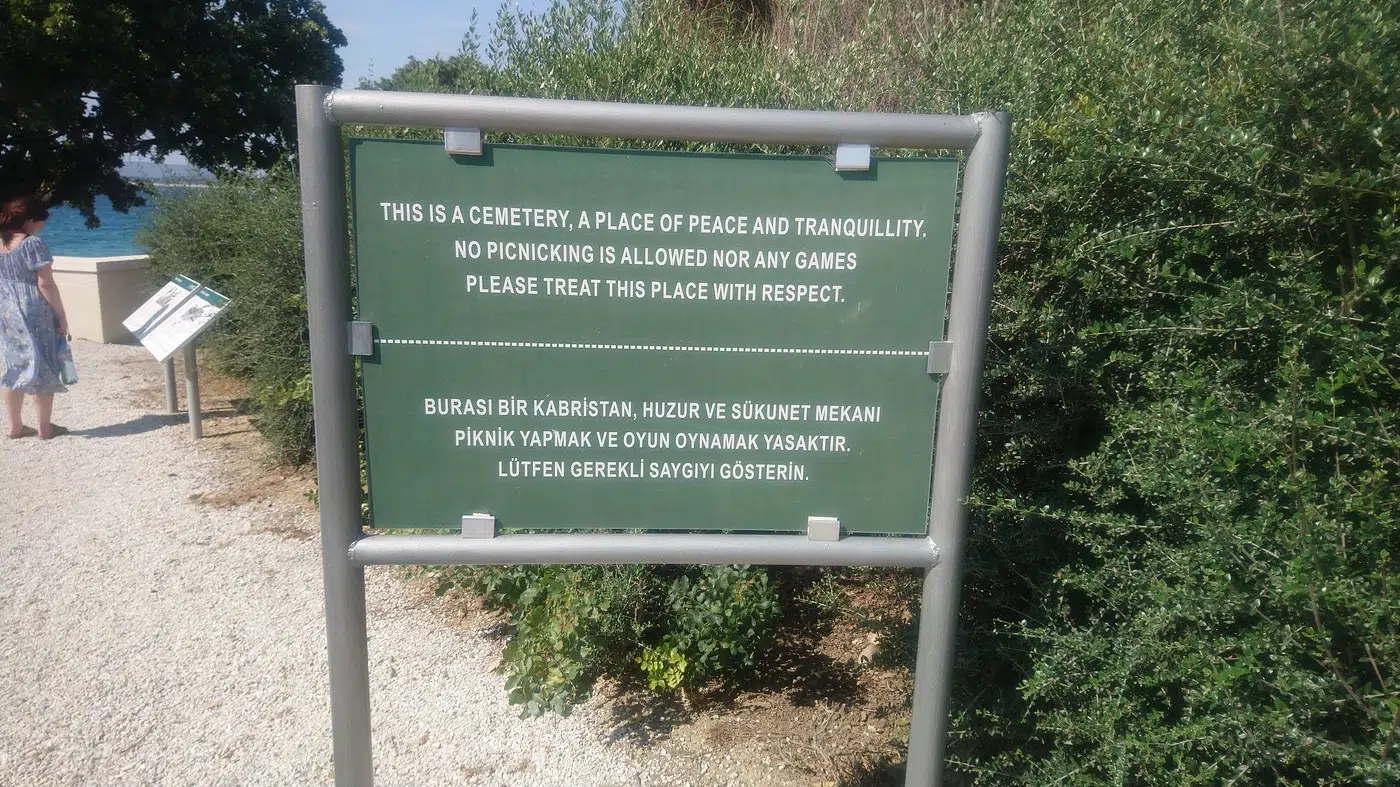 THIS IS A CEMETERY, A PLACE OF PEACE AND TRANQUILLITY.
NO PICNICKING IS ALLOWED NOR ANY GAMES
PLEASE TREAT THIS PLACE WITH RESPECT.
BURASI BİR KABRİSTAN, HUZUR VE SÜKUNET MEKANI
PİKNİK YAPMAK VE OYUN OYNAMAK YASAKTIR.
LÜTFEN GEREKLİ SAYGIYI GÖSTERİN.